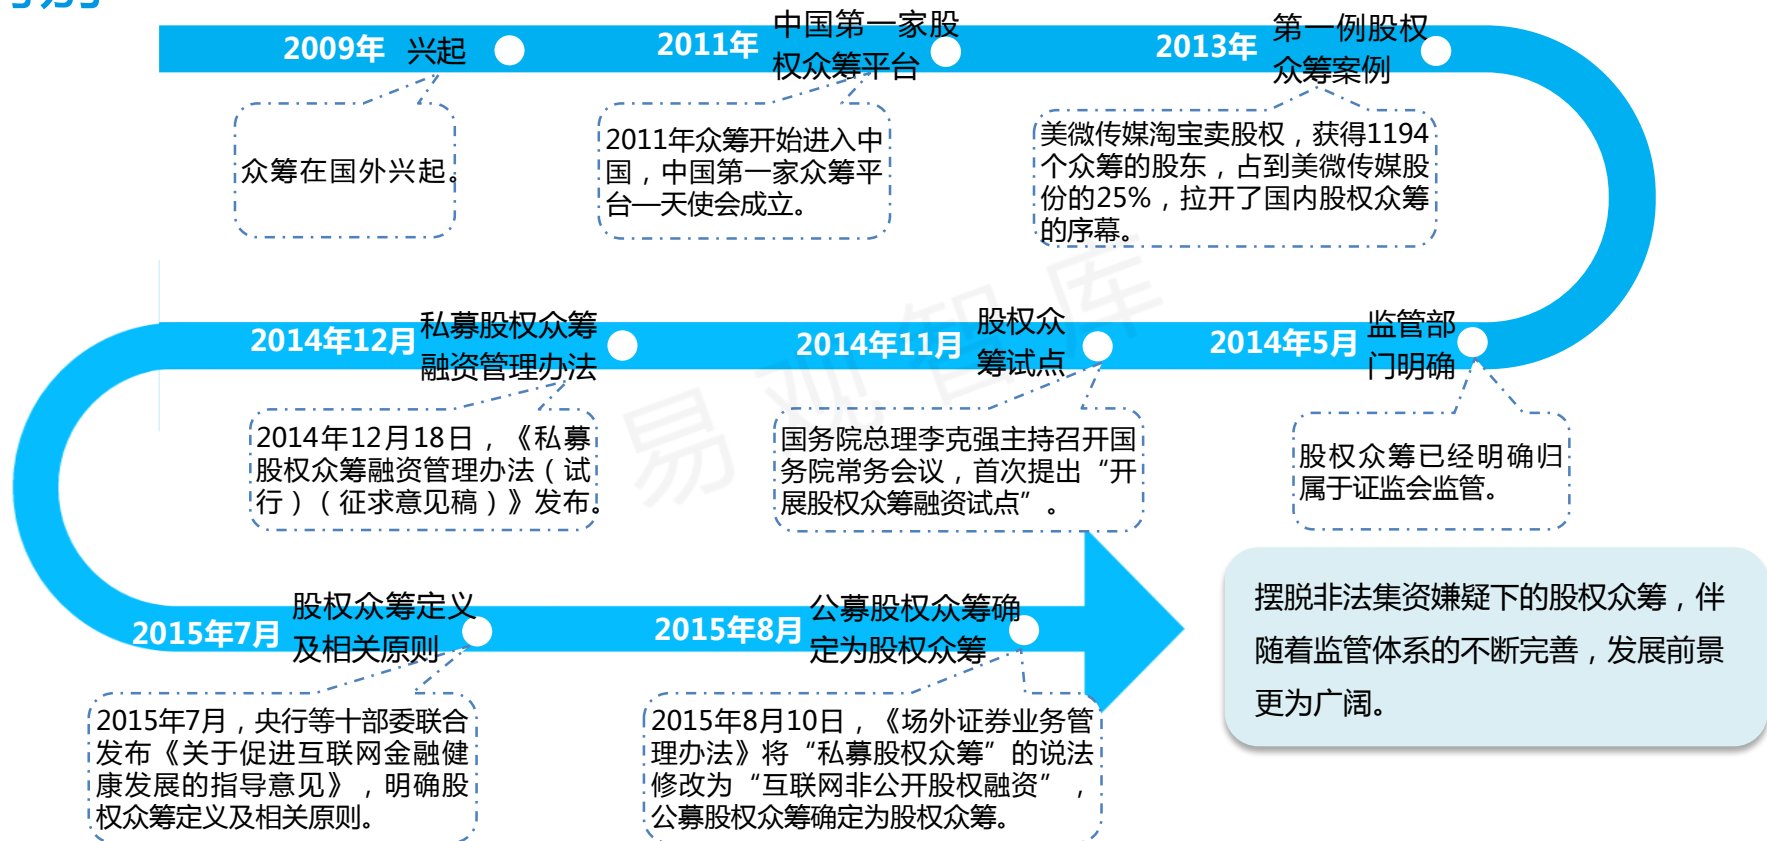 2009年 兴起
2011年
中国第一家股
权众筹平台
2013年
第一例股权
众筹案例
众筹在国外兴起。
2011年众筹开始进入中
国，中国第一家众筹平
台—天使会成立。
美微传媒淘宝卖股权，获得1194
个众筹的股东，占到美微传媒股
份的25%，拉开了国内股权众筹
的序幕。
2014年12月
私募股权众筹
融资管理办法
2014年11月
股权众
筹试点
2014年5月
监管部
门明确
2014年12月18日，《私募
股权众筹融资管理办法（试
行）（征求意见稿）》发布。
国务院总理李克强主持召开国
务院常务会议，首次提出“开
展股权众筹融资试点”。
股权众筹已经明确归
属于证监会监管。
2015年7月
股权众筹定义
及相关原则
2015年8月
公募股权众筹确
定为股权众筹
2015年7月，央行等十部委联合
发布《关于促进互联网金融健
康发展的指导意见》，明确股
权众筹定义及相关原则。
2015年8月10日，《场外证券业务管
理办法》将“私募股权众筹”的说法
修改为“互联网非公开股权融资”，
公募股权众筹确定为股权众筹。
摆脱非法集资嫌疑下的股权众筹，伴
随着监管体系的不断完善，发展前景
更为广阔。
易观智库